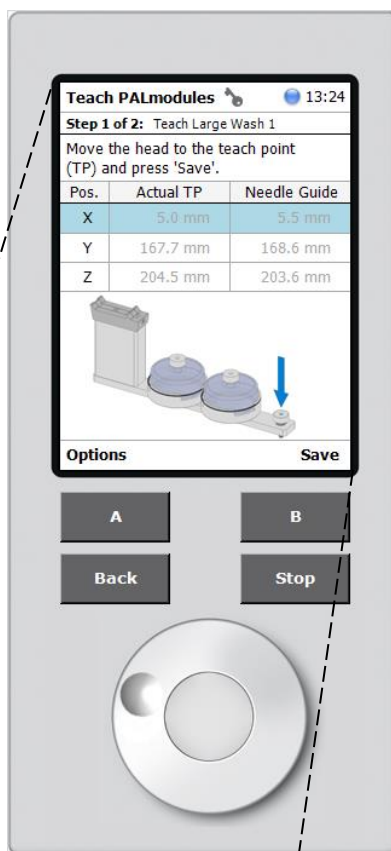 Teach PALmodules 13:24
Step 1 of 2: Teach Large Wash 1
Move the head to the teach point
(TP) and press 'Save'.
Pos. Actual TP Needle Guide
X 5.0 mm 5.5 mm
Y 167.7 mm 168.6 mm
Z 204.5 mm 203.6 mm
Options Save
A B
Back Stop